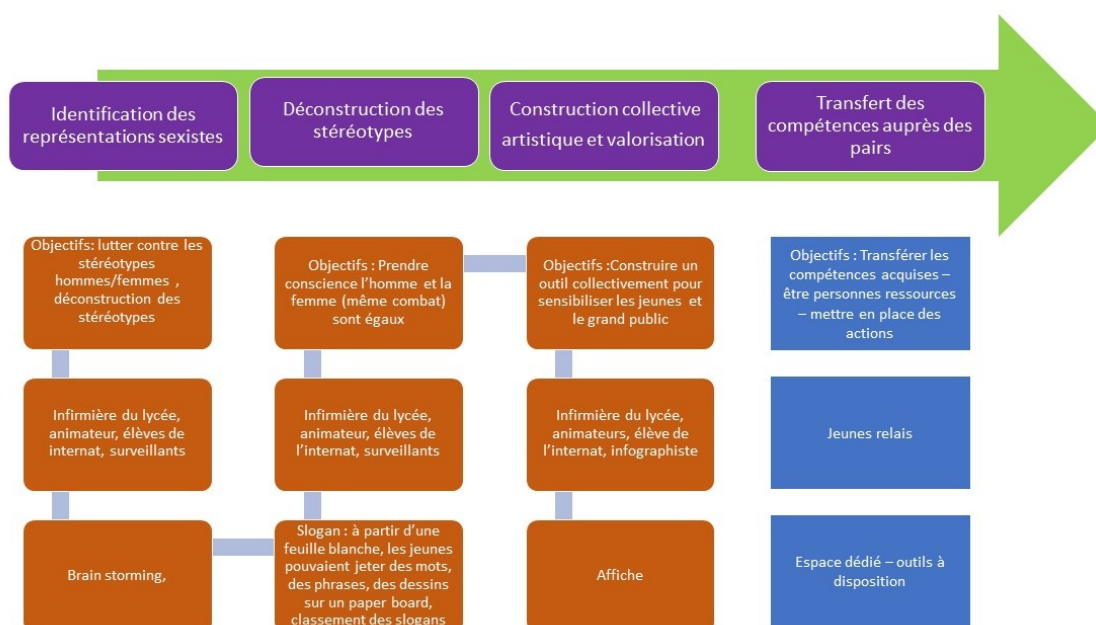 Identification des
représentations sexistes
Déconstruction des
stéréotypes
Construction collective
artistique et valorisation
Transfert des
compétences auprès des
pairs
Objectifs: lutter contre les
stéréotypes
hommes/femmes ,
déconstruction des
stéréotypes
Objectifs : Prendre
conscience l’homme et la
femme (même combat)
sont égaux
Objectifs :Construire un
outil collectivement pour
sensibiliser les jeunes et
le grand public
Objectifs : Transférer les
compétences acquises –
être personnes ressources
– mettre en place des
actions
Infirmière du lycée,
animateur, élèves de
internat, surveillants
Infirmière du lycée,
animateur, élèves de
l’internat, surveillants
Infirmière du lycée,
animateurs, élève de
l’internat, infographiste
Jeunes relais
Brain storming,
Slogan : à partir d’une
feuille blanche, les jeunes
pouvaient jeter des mots,
des phrases, des dessins
sur un paper board,
classement des slogans
Affiche
Espace dédié – outils à
disposition